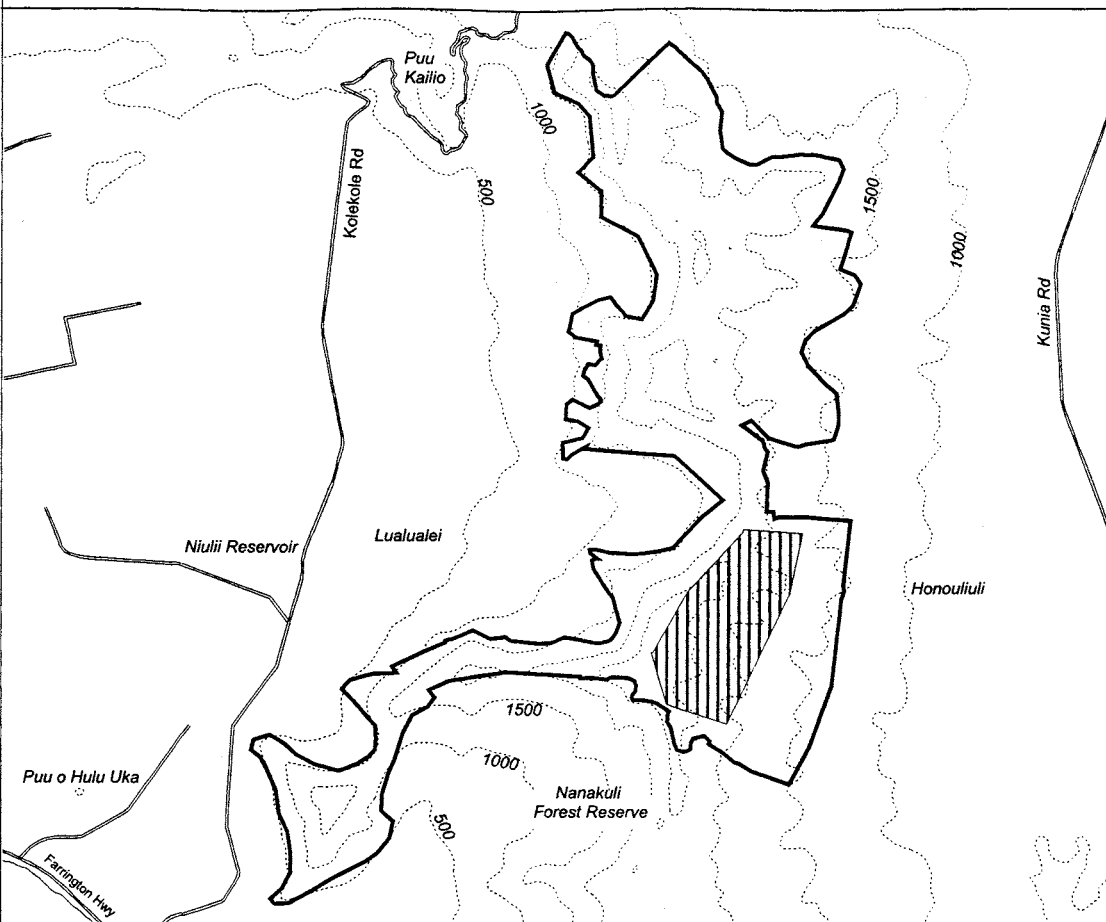 Puu
Kailio
1000
Kolekole Rd
500
1500
1000
Kunia Rd
Niulii Reservoir
Lualualei
Honouliuli
1500
1000
Puu o Hulu Uka
Nanakuli
Forest Reserve
500
Farrington Hwy